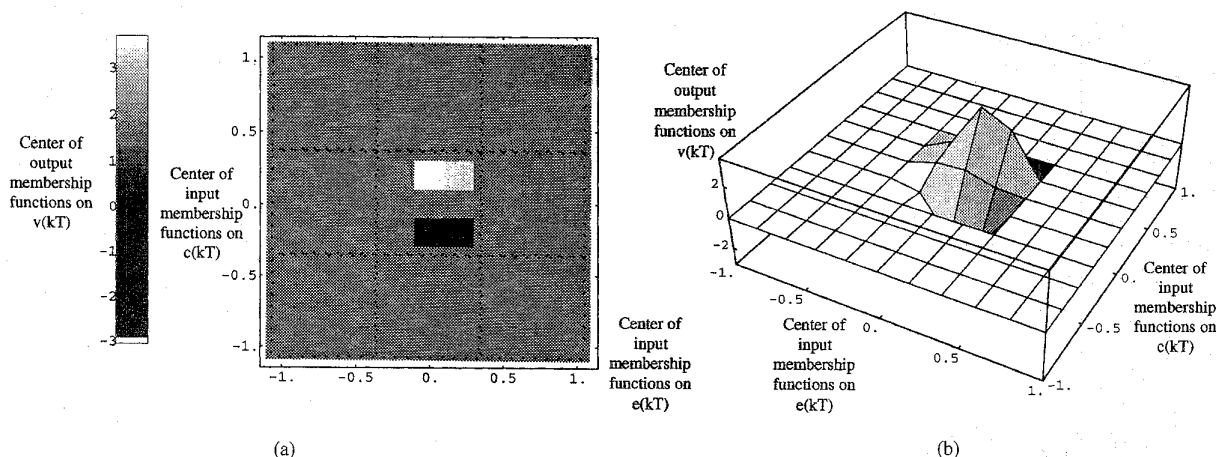 3
2
1
0
-1
-2
-3
Center of
output
membership
functions on
v(kT)
Center of
input
membership
functions on
c(kT)
1.
0.5
0.
-0.5
-1.
-1.
-0.5
0.
0.5
1.
Center of
input
membership
functions on
e(kT)
(a)
Center of
output
membership
functions on
v(kT)
2
0
-2
-1.
-0.5
0.
0.5
1.
Center of
input
membership
functions on
e(kT)
-1.
-0.5
0.
0.5
1.
Center of
input
membership
functions on
c(kT)
(b)